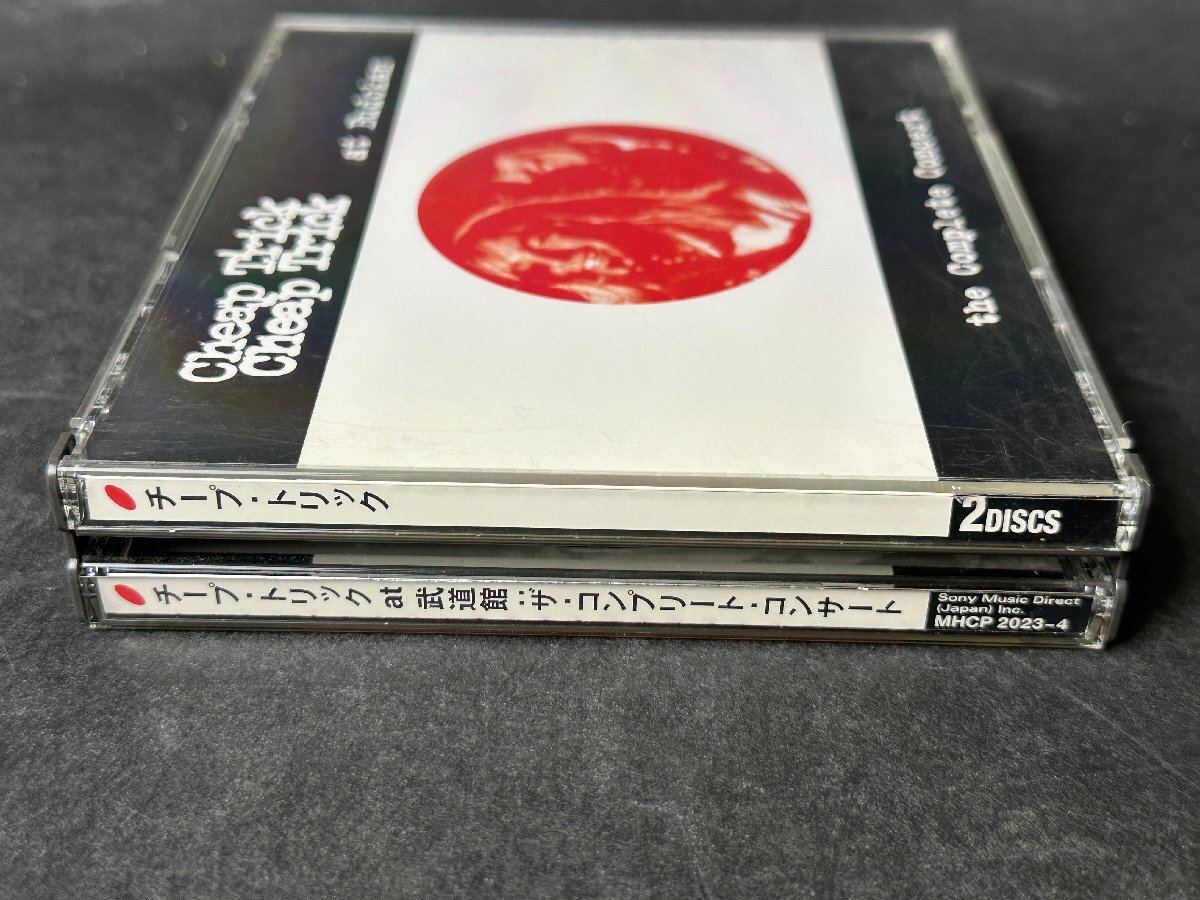 Cheap Trick
Cheap Trick
at Budokan
the Complete Concert
チープ・トリック
2DISCS
チープ・トリック at 武道館：ザ・コンプリート・コンサート
Sony Music Direct
(Japan) Inc.
MHCP 2023-4